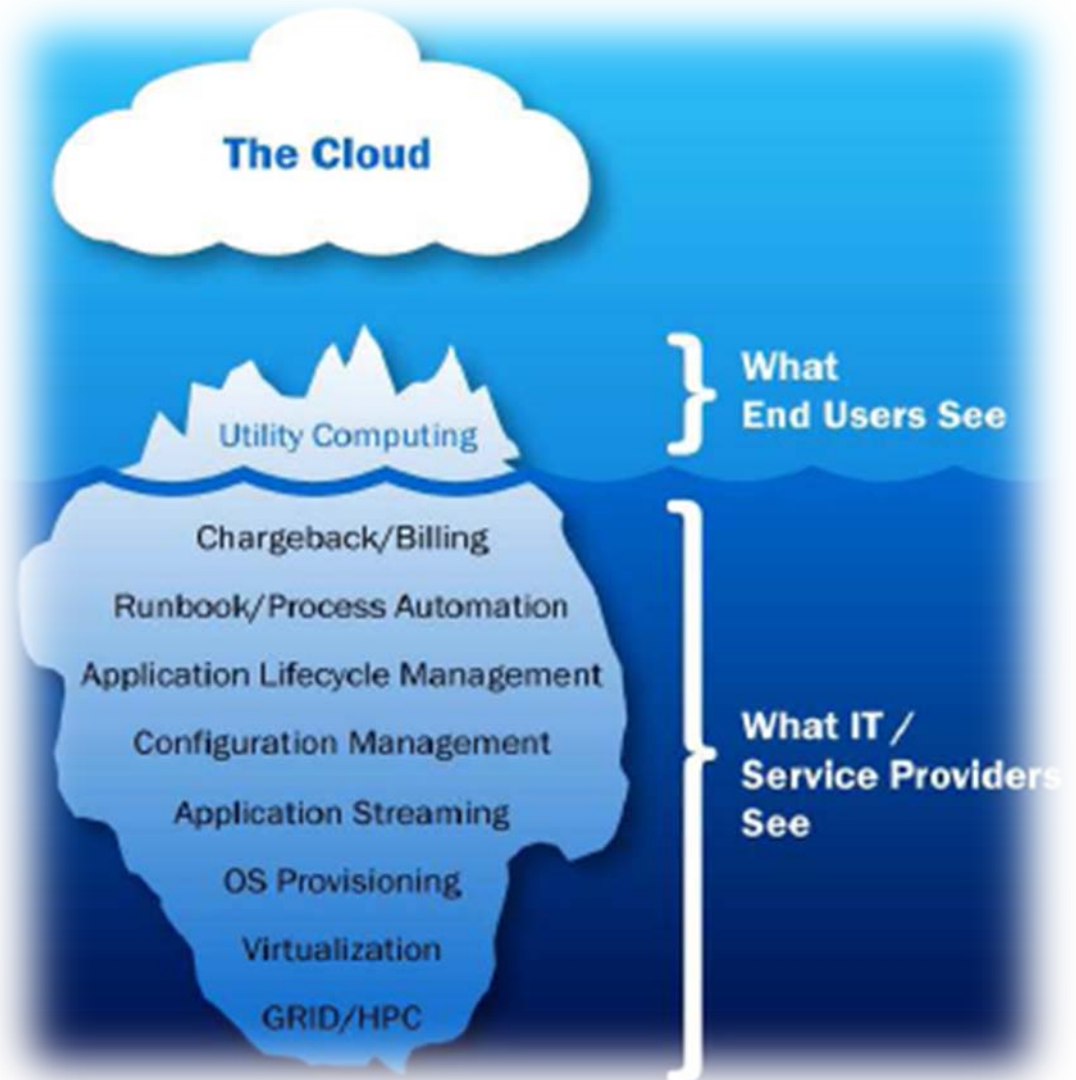 The Cloud
Utility Computing
What
End Users See
Chargeback/Billing
Runbook/Process Automation
Application Lifecycle Management
Configuration Management
Application Streaming
OS Provisioning
Virtualization
GRID/HPC
What IT /
Service Providers
See